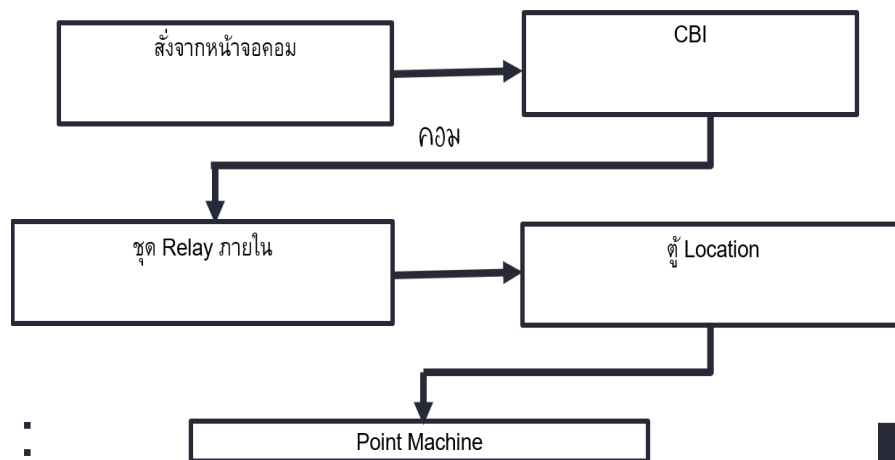 สั่งจากหน้าจอคอม
CBI
คอม
ชุด Relay ภายใน
ตู้ Location
:
Point Machine